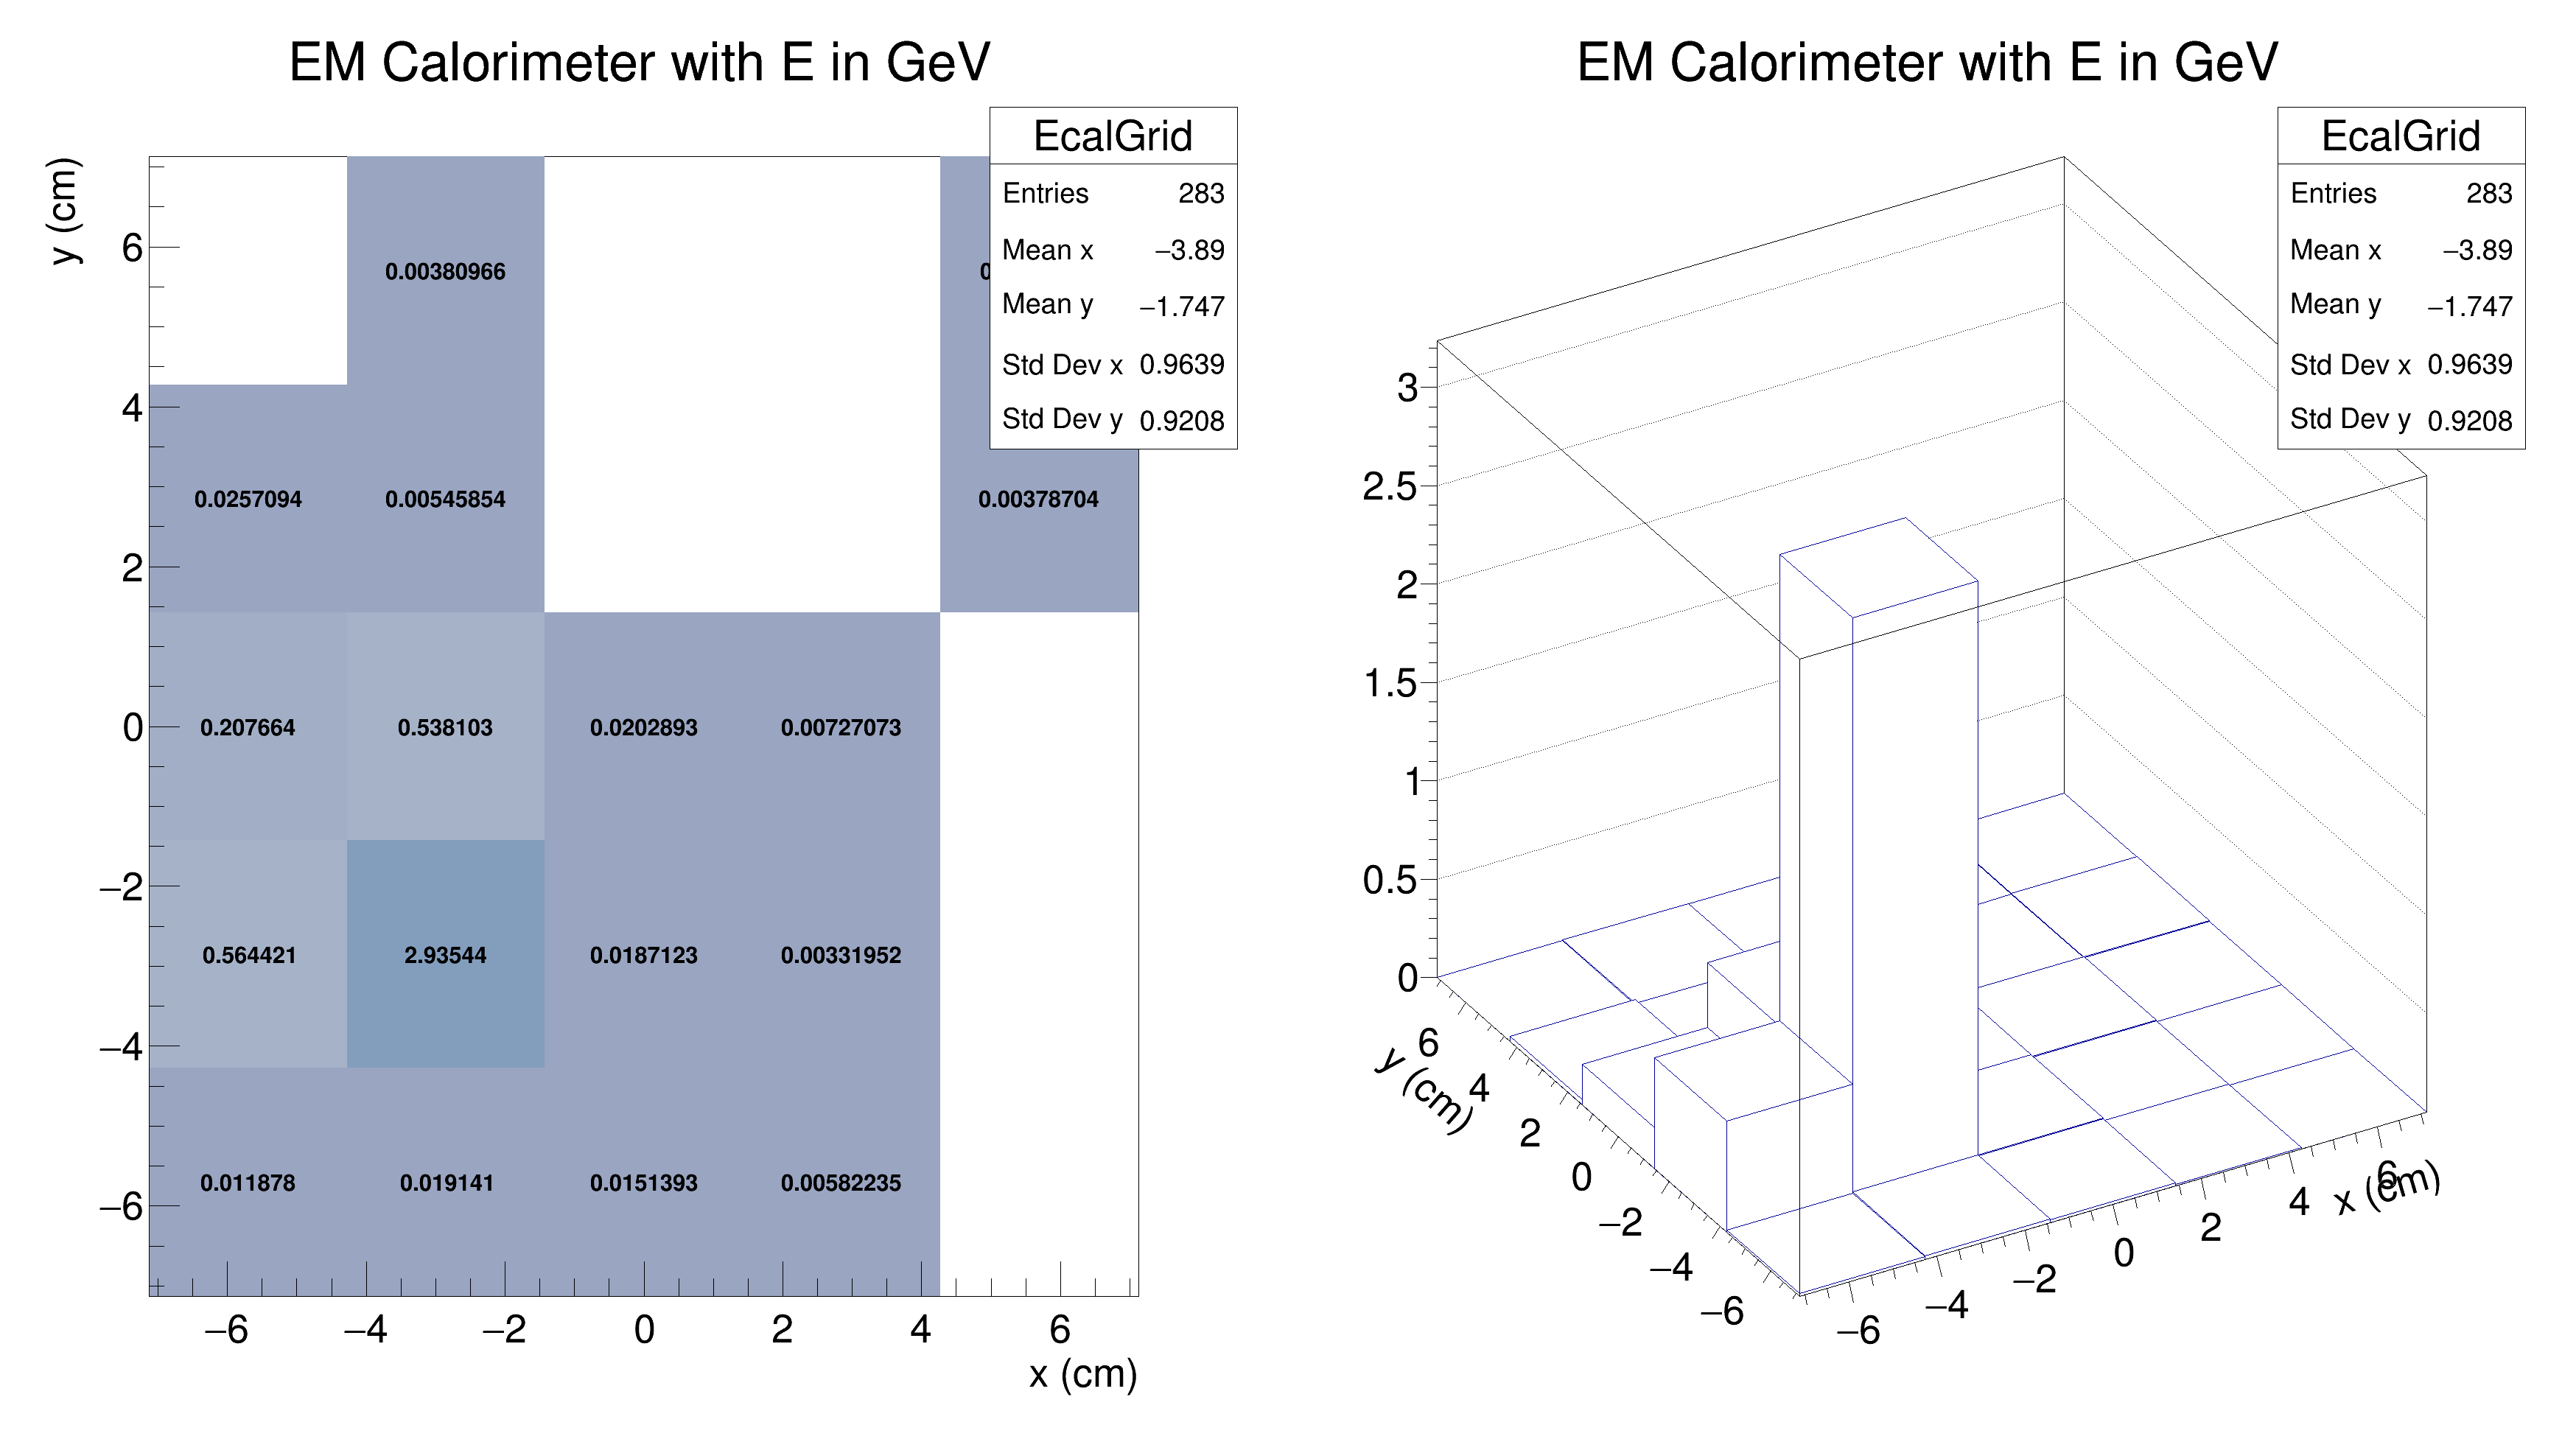 EM Calorimeter with E in GeV
EcalGrid
Entries 283
Mean x −3.89
Mean y −1.747
Std Dev x 0.9639
Std Dev y 0.9208
y (cm)
6
4
2
0
−2
−4
−6
0.00380966
0.0257094 0.00545854 0.00378704
0.207664 0.538103 0.0202893 0.00727073
0.564421 2.93544 0.0187123 0.00331952
0.011878 0.019141 0.0151393 0.00582235
−6 −4 −2 0 2 4 6
x (cm)
EM Calorimeter with E in GeV
EcalGrid
Entries 283
Mean x −3.89
Mean y −1.747
Std Dev x 0.9639
Std Dev y 0.9208
3
2.5
2
1.5
1
0.5
0
6
4
2
0
−2
−4
−6
y (cm)
−6 −4 −2 0 2 4 6
x (cm)